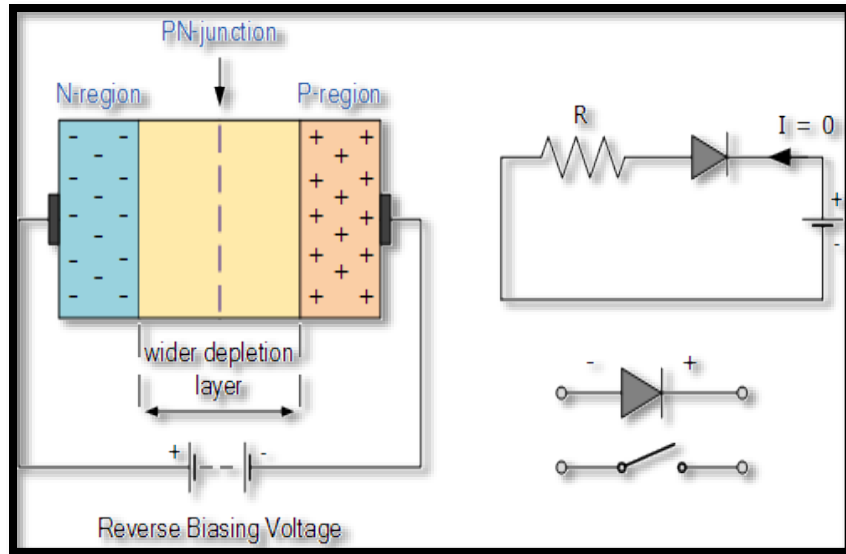 PN-junction
N-region
P-region
- - - -
- -
- -
- -
- -
- -
- -
- -
- -
- -
- -
+ +
+
+ +
+
+ +
+
+ +
+
+ +
wider depletion
layer
+ -
Reverse Biasing Voltage
R
I = 0
+
-
- +